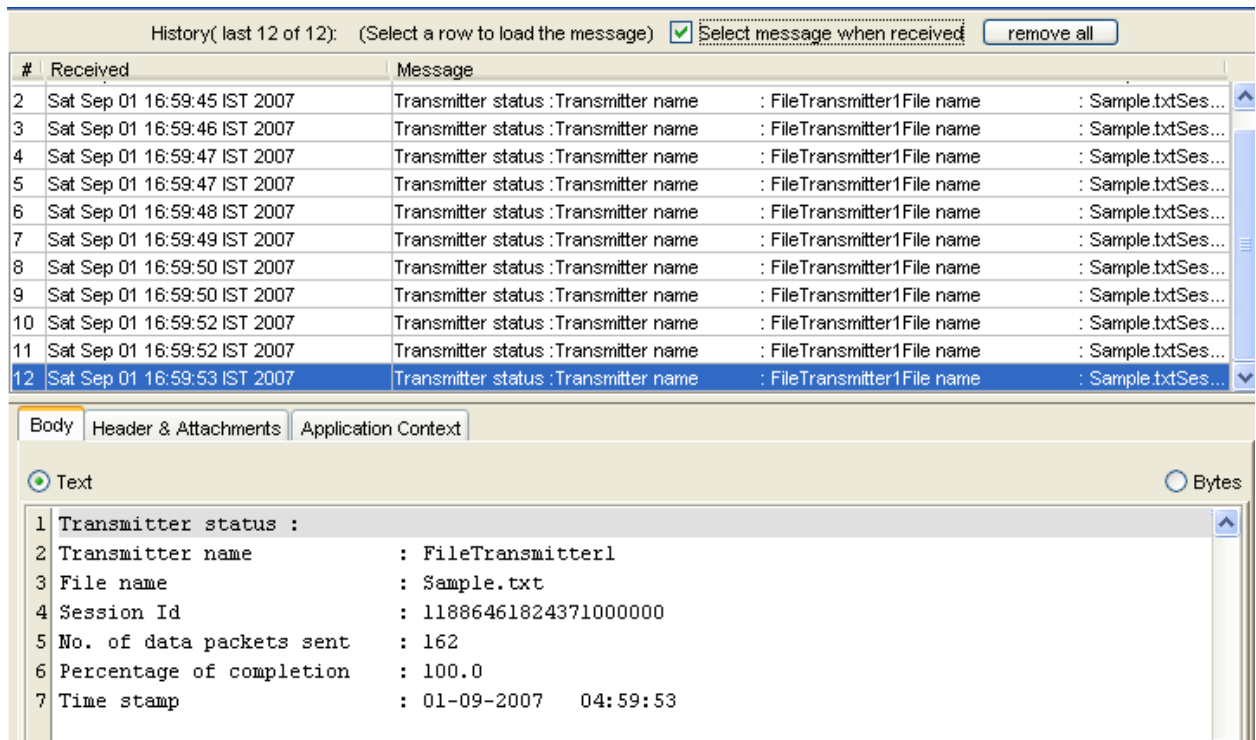 History( last 12 of 12): (Select a row to load the message) Select message when received remove all
# Received Message
2 Sat Sep 01 16:59:45 IST 2007 Transmitter status :Transmitter name : FileTransmitter1File name : Sample.txtSes...
3 Sat Sep 01 16:59:46 IST 2007 Transmitter status :Transmitter name : FileTransmitter1File name : Sample.txtSes...
4 Sat Sep 01 16:59:47 IST 2007 Transmitter status :Transmitter name : FileTransmitter1File name : Sample.txtSes...
5 Sat Sep 01 16:59:47 IST 2007 Transmitter status :Transmitter name : FileTransmitter1File name : Sample.txtSes...
6 Sat Sep 01 16:59:48 IST 2007 Transmitter status :Transmitter name : FileTransmitter1File name : Sample.txtSes...
7 Sat Sep 01 16:59:49 IST 2007 Transmitter status :Transmitter name : FileTransmitter1File name : Sample.txtSes...
8 Sat Sep 01 16:59:50 IST 2007 Transmitter status :Transmitter name : FileTransmitter1File name : Sample.txtSes...
9 Sat Sep 01 16:59:50 IST 2007 Transmitter status :Transmitter name : FileTransmitter1File name : Sample.txtSes...
10 Sat Sep 01 16:59:52 IST 2007 Transmitter status :Transmitter name : FileTransmitter1File name : Sample.txtSes...
11 Sat Sep 01 16:59:52 IST 2007 Transmitter status :Transmitter name : FileTransmitter1File name : Sample.txtSes...
12 Sat Sep 01 16:59:53 IST 2007 Transmitter status :Transmitter name : FileTransmitter1File name : Sample.txtSes...
Body Header & Attachments Application Context
Text Bytes
1 Transmitter status :
2 Transmitter name : FileTransmitter1
3 File name : Sample.txt
4 Session Id : 11886461824371000000
5 No. of data packets sent : 162
6 Percentage of completion : 100.0
7 Time stamp : 01-09-2007 04:59:53